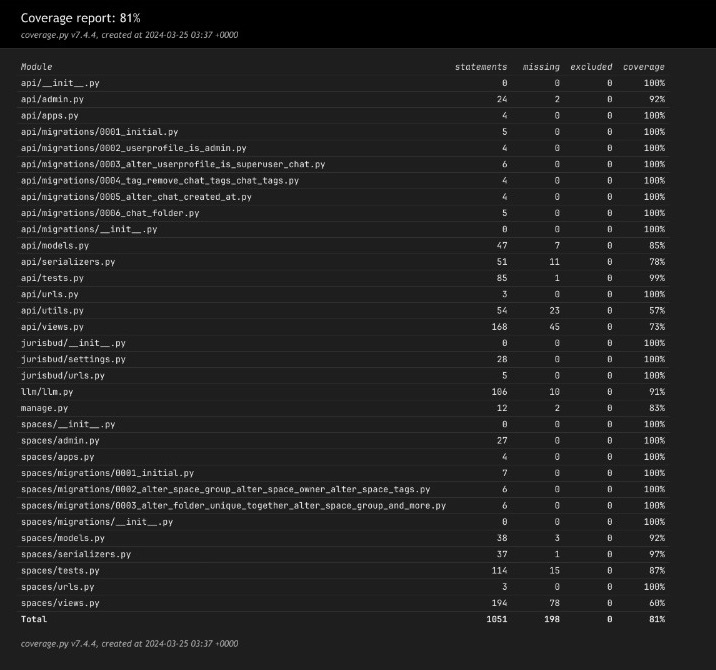 Coverage report: 81%
coverage.py v7.4.4, created at 2024-03-25 03:37 +0000
Module statements missing excluded coverage
api/__init__.py 0 0 0 100%
api/admin.py 24 2 0 92%
api/apps.py 4 0 0 100%
api/migrations/0001_initial.py 5 0 0 100%
api/migrations/0002_userprofile_is_admin.py 4 0 0 100%
api/migrations/0003_alter_userprofile_is_superuser_chat.py 6 0 0 100%
api/migrations/0004_tag_remove_chat_tags_chat_tags.py 4 0 0 100%
api/migrations/0005_alter_chat_created_at.py 4 0 0 100%
api/migrations/0006_chat_folder.py 5 0 0 100%
api/migrations/__init__.py 0 0 0 100%
api/models.py 47 7 0 85%
api/serializers.py 51 11 0 78%
api/tests.py 85 1 0 99%
api/urls.py 3 0 0 100%
api/utils.py 54 23 0 57%
api/views.py 168 45 0 73%
jurisbud/__init__.py 0 0 0 100%
jurisbud/settings.py 28 0 0 100%
jurisbud/urls.py 5 0 0 100%
llm/llm.py 106 10 0 91%
manage.py 12 2 0 83%
spaces/__init__.py 0 0 0 100%
spaces/admin.py 27 0 0 100%
spaces/apps.py 4 0 0 100%
spaces/migrations/0001_initial.py 7 0 0 100%
spaces/migrations/0002_alter_space_group_alter_space_owner_alter_space_tags.py 6 0 0 100%
spaces/migrations/0003_alter_folder_unique_together_alter_space_group_and_more.py 6 0 0 100%
spaces/migrations/__init__.py 0 0 0 100%
spaces/models.py 38 3 0 92%
spaces/serializers.py 37 1 0 97%
spaces/tests.py 114 15 0 87%
spaces/urls.py 3 0 0 100%
spaces/views.py 194 78 0 60%
Total 1051 198 0 81%
coverage.py v7.4.4, created at 2024-03-25 03:37 +0000